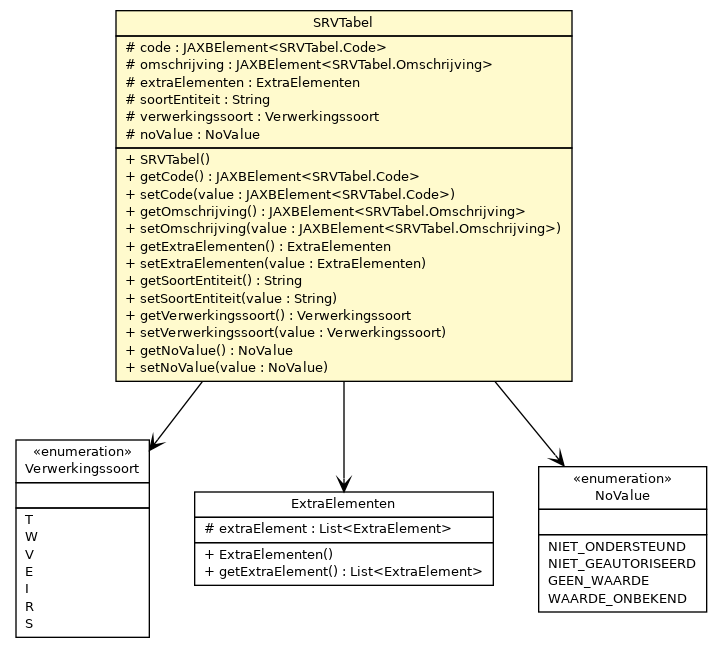 SRVTabel
# code : JAXBElement<SRVTabel.Code>
# omschrijving : JAXBElement<SRVTabel.Omschrijving>
# extraElementen : ExtraElementen
# soortEntiteit : String
# verwerkingssoort : Verwerkingssoort
# noValue : NoValue
+ SRVTabel()
+ getCode() : JAXBElement<SRVTabel.Code>
+ setCode(value : JAXBElement<SRVTabel.Code>)
+ getOmschrijving() : JAXBElement<SRVTabel.Omschrijving>
+ setOmschrijving(value : JAXBElement<SRVTabel.Omschrijving>)
+ getExtraElementen() : ExtraElementen
+ setExtraElementen(value : ExtraElementen)
+ getSoortEntiteit() : String
+ setSoortEntiteit(value : String)
+ getVerwerkingssoort() : Verwerkingssoort
+ setVerwerkingssoort(value : Verwerkingssoort)
+ getNoValue() : NoValue
+ setNoValue(value : NoValue)
«enumeration»
Verwerkingssoort
T
W
V
E
I
R
S
ExtraElementen
# extraElement : List<ExtraElement>
+ ExtraElementen()
+ getExtraElement() : List<ExtraElement>
«enumeration»
NoValue
NIET_ONDERSTEUND
NIET_GEAUTORISEERD
GEEN_WAARDE
WAARDE_ONBEKEND